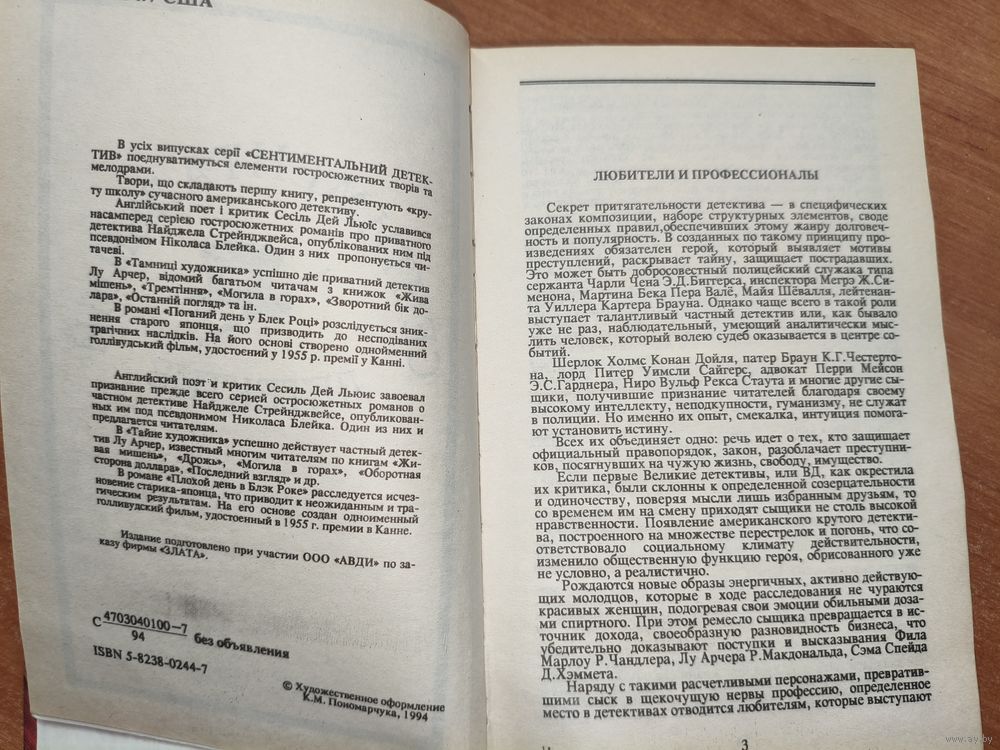 США
В усіх випусках серії «СЕНТИМЕНТАЛЬНИЙ ДЕТЕК-
ТИВ» поєднуватимуться елементи гостросюжетних творів та
мелодрами.
Твори, що складають першу книгу, репрезентують «кру-
ту школу» сучасного американського детективу.
Англійський поет і критик Сесіль Дей Льюїс уславився
насамперед серією гостросюжетних романів про приватного
детектива Найджела Стрейнджвейса, опублікованих ним під
псевдонімом Ніколаса Блейка. Один з них пропонується чи-
тачеві.
В «Тамниці художника» успішно діє приватний детектив
Лу Арчер, відомий багатьом читачам з книжок «Жива
мішень», «Тремтіння», «Могила в горах», «Зворотний бік до-
лара», «Останній погляд» та ін.
В романі «Поганий день у Блек Році» розслідується зник-
нення старого японця, що призводить до несподіваних
трагічних наслідків. На його основі створено однойменний
голлівудський фільм, удостоєний у 1955 р. премії у Канні.
Английский поэт и критик Сесиль Дей Льюис завоевал
признание прежде всего серией остросюжетных романов о
частном детективе Найджеле Стрейнджвейсе, опубликован-
ных им под псевдонимом Николаса Блейка. Один из них и
предлагается читателям.
В «Тайне художника» успешно действует частный детек-
тив Лу Арчер, известный многим читателям по книгам «Жи-
вая мишень», «Дрожь», «Могила в горах», «Оборотная
сторона доллара», «Последний взгляд» и др.
В романе «Плохой день в Блэк Роке» расследуется исчез-
новение старика-японца, что приводит к неожиданным и тра-
гическим результатам. На его основе создан одноименный
голливудский фильм, удостоенный в 1955 г. премии в Канне.
Издание подготовлено при участии ООО «АВДИ» по за-
казу фирмы «ЗЛАТА».
С 4703040100—7
94 без объявления
ISBN 5-8238-0244-7
© Художественное оформление
К.М. Пономарчука, 1994
ЛЮБИТЕЛИ И ПРОФЕССИОНАЛЫ
Секрет притягательности детектива — в специфических
законах композиции, наборе структурных элементов, своде
определенных правил,обеспечивших этому жанру долговеч-
ность и популярность. В созданных по такому принципу про-
изведениях обязателен герой, который выявляет мотивы
преступлений, раскрывает тайну, защищает пострадавших.
Это может быть добросовестный полицейский служака типа
сержанта Чарли Чена Э.Д.Биггерса, инспектора Мегрэ Ж.Си-
менона, Мартина Бека Пера Валё, Майя Шёвалля, лейтенан-
та Уиллера Картера Брауна. Однако чаще всего в такой роли
выступает талантливый частный детектив или, как бывало
уже не раз, наблюдательный, умеющий аналитически мыс-
лить человек, который волею судеб оказывается в центре со-
бытий.
Шерлок Холмс Конан Дойля, патер Браун К.Г.Честерто-
на, лорд Питер Уимсли Сайгерс, адвокат Перри Мейсон
Э.С.Гарднера, Ниро Вульф Рекса Стаута и многие другие сы-
щики, получившие признание читателей благодаря своему
высокому интеллекту, неподкупности, гуманизму, не служат
в полиции. Но именно их опыт, смекалка, интуиция помога-
ют установить истину.
Всех их объединяет одно: речь идет о тех, кто защищает
официальный правопорядок, закон, разоблачает преступни-
ков, посягнувших на чужую жизнь, свободу, имущество.
Если первые Великие детективы, или ВД, как окрестила
их критика, были склонны к определенной созерцательности
и одиночеству, поверяя мысли лишь избранным друзьям, то
со временем им на смену приходят сыщики не столь высокой
нравственности. Появление американского крутого детекти-
ва, построенного на множестве перестрелок и погонь, что со-
ответствовало социальному климату действительности,
изменило общественную функцию героя, обрисованного уже
не условно, а реалистично.
Рождаются новые образы энергичных, активно действую-
щих молодцов, которые в ходе расследования не чураются
красивых женщин, подогревая свои эмоции обильными доза-
ми спиртного. При этом ремесло сыщика превращается в ис-
точник дохода, своеобразную разновидность бизнеса, что
убедительно доказывают поступки и высказывания Фила
Марлоу Р.Чандлера, Лу Арчера Р.Макдональда, Сэма Спейда
Д.Хэммета.
Наряду с такими расчетливыми персонажами, превратив-
шими сыск в щекочущую нервы профессию, определенное
место в детективах отводится любителям, которые выступают
3
www.ay.by